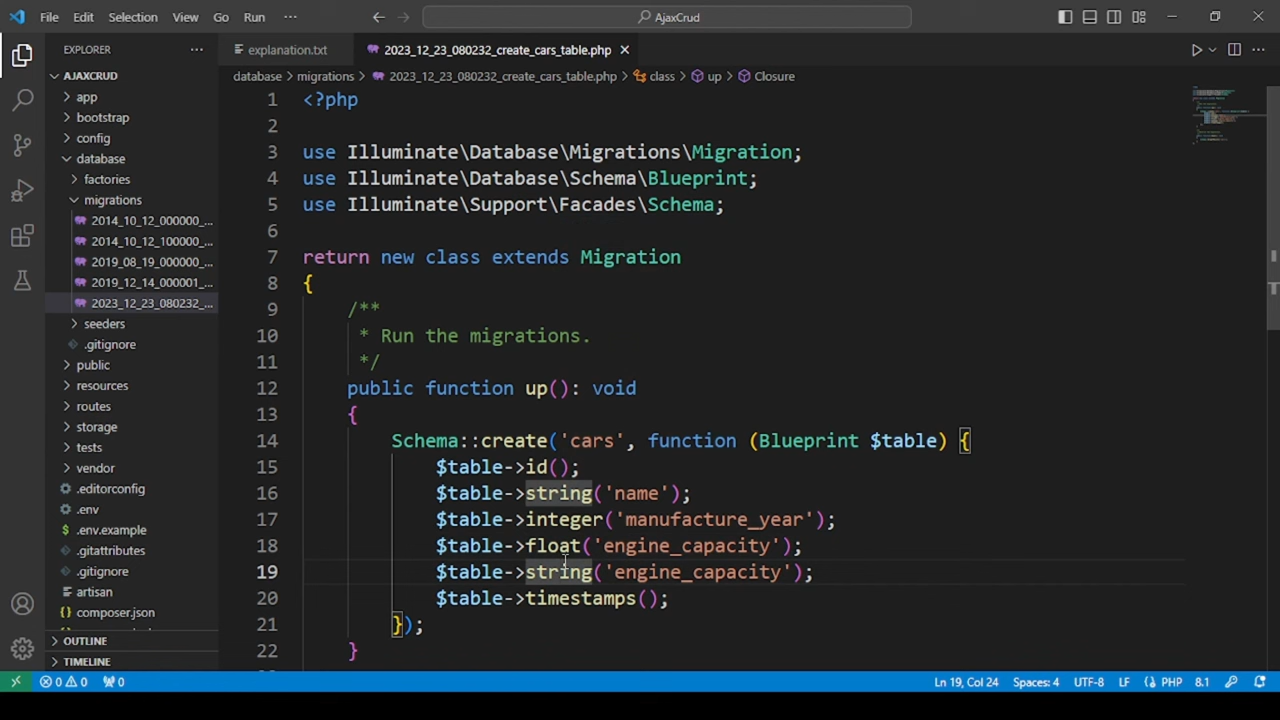 File Edit Selection View Go Run ··· AjaxCrud
EXPLORER ···
explanation.txt
2023_12_23_080232_create_cars_table.php
database > migrations > 2023_12_23_080232_create_cars_table.php > class > up > Closure
AJAXCRUD
app
bootstrap
config
database
factories
migrations
2014_10_12_000000_...
2014_10_12_100000_...
2019_08_19_000000_...
2019_12_14_000001_...
2023_12_23_080232_...
seeders
.gitignore
public
resources
routes
storage
tests
vendor
.editorconfig
.env
.env.example
.gitattributes
.gitignore
artisan
composer.json
OUTLINE
TIMELINE
1 <?php
2
3 use Illuminate\Database\Migrations\Migration;
4 use Illuminate\Database\Schema\Blueprint;
5 use Illuminate\Support\Facades\Schema;
6
7 return new class extends Migration
8 {
9 /**
10 * Run the migrations.
11 */
12 public function up(): void
13 {
14 Schema::create('cars', function (Blueprint $table) {
15 $table->id();
16 $table->string('name');
17 $table->integer('manufacture_year');
18 $table->float('engine_capacity');
19 $table->string('engine_capacity');
20 $table->timestamps();
21 });
22 }
0 0 0 Ln 19, Col 24 Spaces: 4 UTF-8 LF PHP 8.1